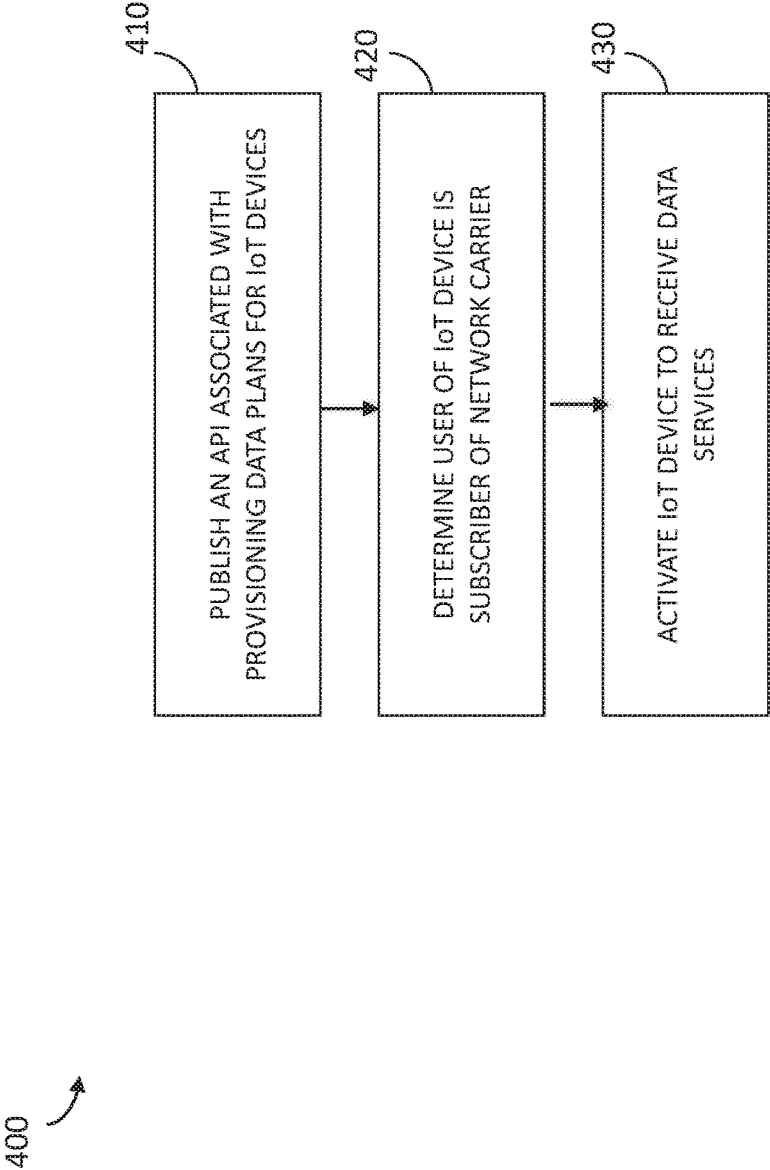 400
410
PUBLISH AN API ASSOCIATED WITH
PROVISIONING DATA PLANS FOR IoT DEVICES
420
DETERMINE USER OF IoT DEVICE IS
SUBSCRIBER OF NETWORK CARRIER
430
ACTIVATE IoT DEVICE TO RECEIVE DATA
SERVICES